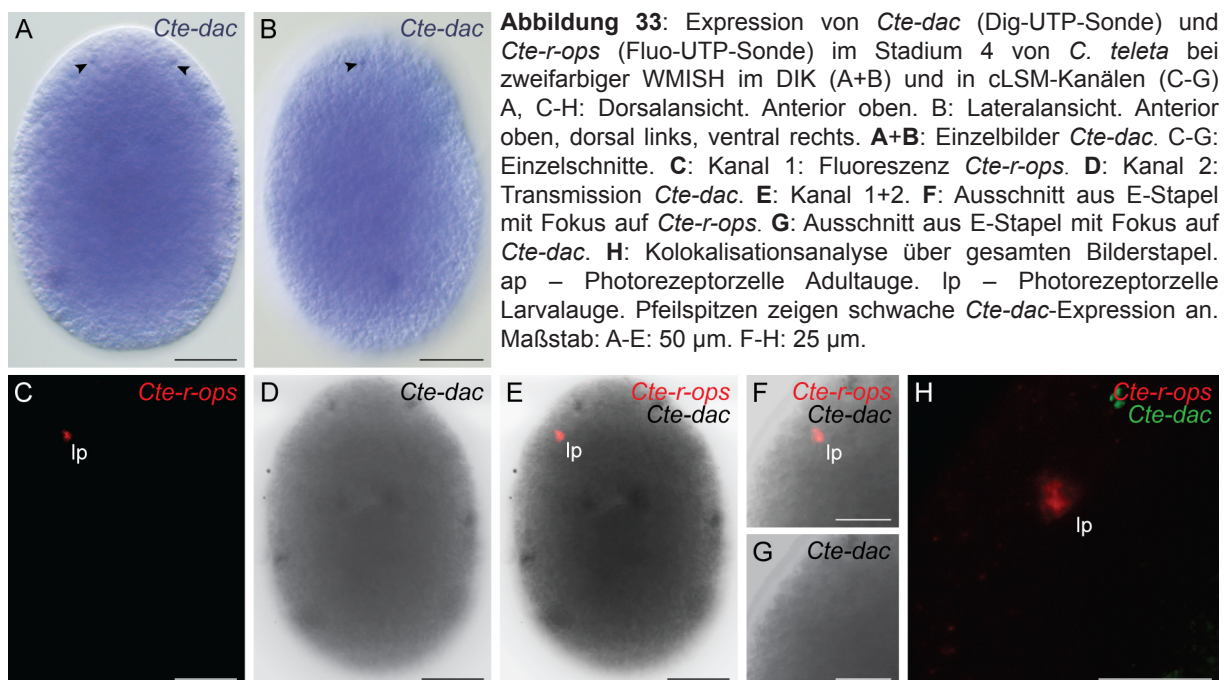 A
Cte-dac
B
Cte-dac
Abbildung 33: Expression von Cte-dac (Dig-UTP-Sonde) und
Cte-r-ops (Fluo-UTP-Sonde) im Stadium 4 von C. teleta bei
zweifarbiger WMISH im DIK (A+B) und in cLSM-Kanälen (C-G)
A, C-H: Dorsalansicht. Anterior oben. B: Lateralansicht. Anterior
oben, dorsal links, ventral rechts. A+B: Einzelbilder Cte-dac. C-G:
Einzelschnitte. C: Kanal 1: Fluoreszenz Cte-r-ops. D: Kanal 2:
Transmission Cte-dac. E: Kanal 1+2. F: Ausschnitt aus E-Stapel
mit Fokus auf Cte-r-ops. G: Ausschnitt aus E-Stapel mit Fokus auf
Cte-dac. H: Kolokalisationsanalyse über gesamten Bilderstapel.
ap – Photorezeptorzelle Adultauge. lp – Photorezeptorzelle
Larvalauge. Pfeilspitzen zeigen schwache Cte-dac-Expression an.
Maßstab: A-E: 50 µm. F-H: 25 µm.
C
Cte-r-ops
lp
D
Cte-dac
E
Cte-r-ops
Cte-dac
lp
F
Cte-r-ops
Cte-dac
lp
G
Cte-dac
H
Cte-r-ops
Cte-dac
lp